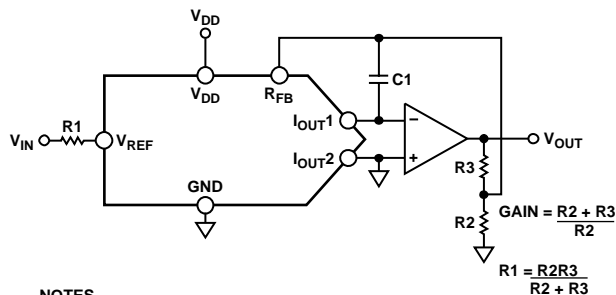 VDD
VDD
RFB
C1
IOUT1
VIN
R1
VREF
IOUT2
GND
−
+
VOUT
R3
R2
GAIN = R2 + R3
R2
R1 = R2R3
R2 + R3
NOTES